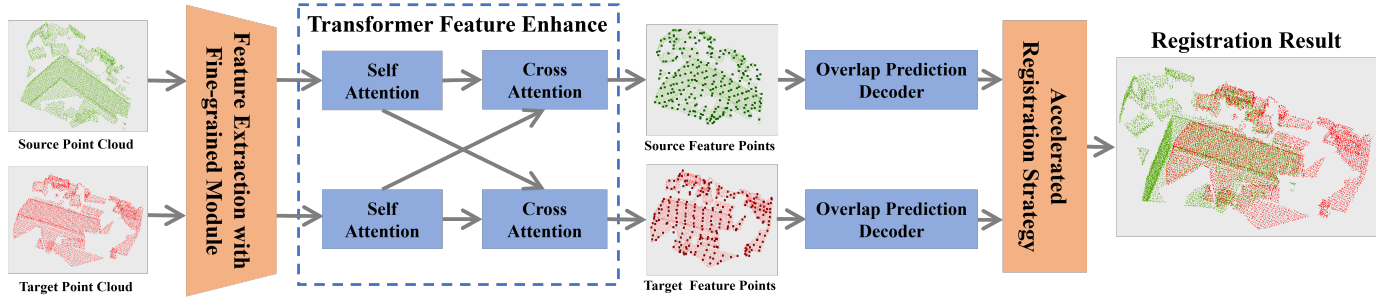 Source Point Cloud
Target Point Cloud
Feature Extraction with
Fine-grained Module
Transformer Feature Enhance
Self
Attention
Cross
Attention
Self
Attention
Cross
Attention
Source Feature Points
Target Feature Points
Overlap Prediction
Decoder
Overlap Prediction
Decoder
Accelerated
Registration Strategy
Registration Result